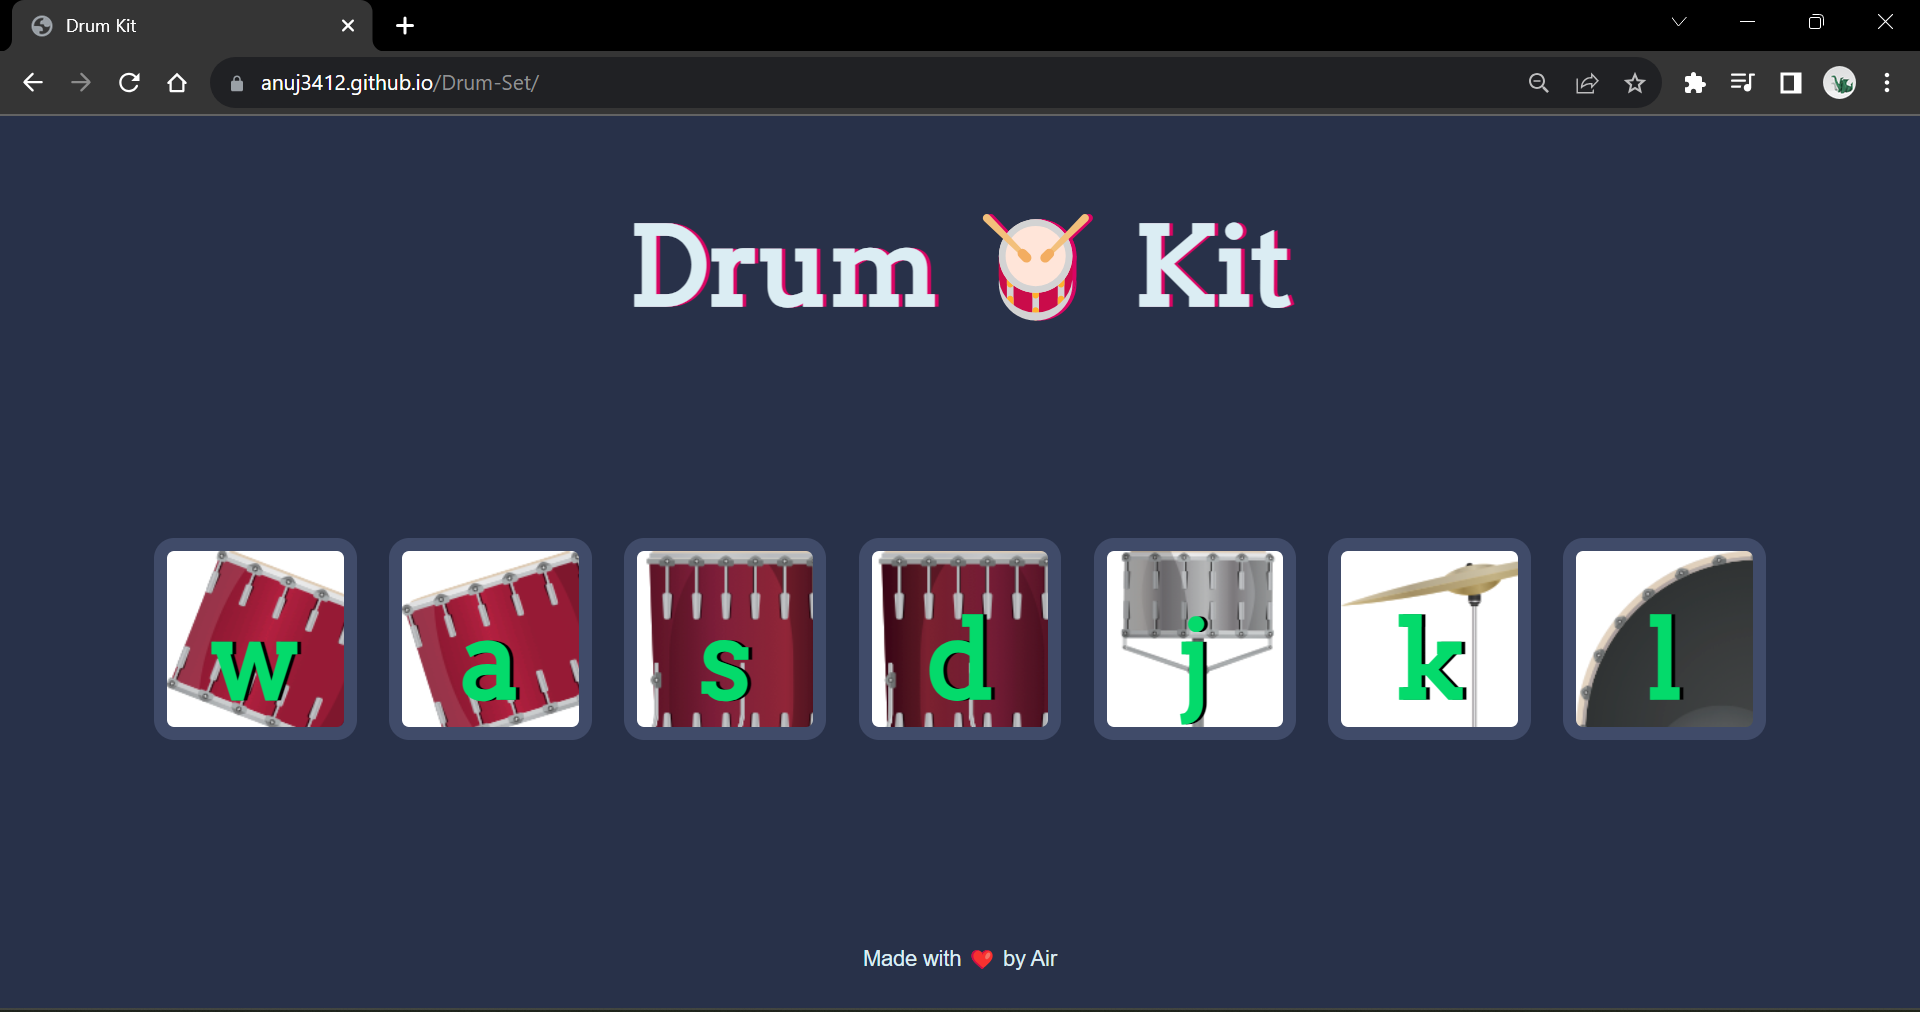 Drum Kit
anuj3412.github.io/Drum-Set/
Drum 🥁 Kit
w a s d j k l
Made with ❤️ by Air